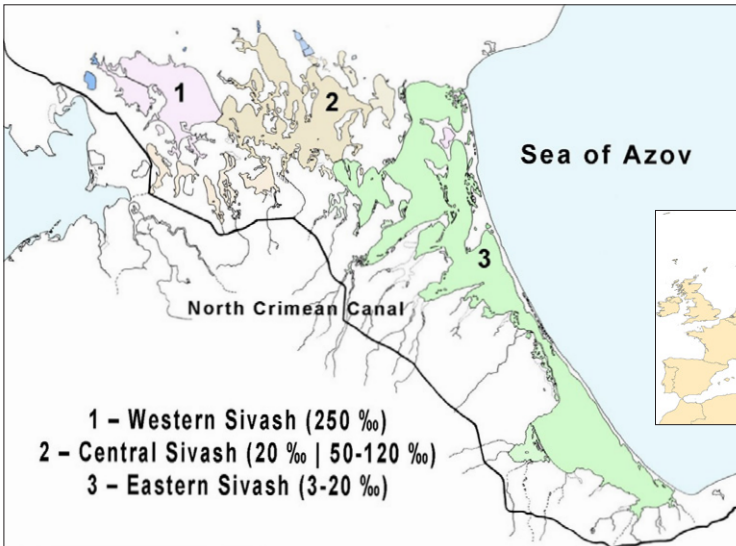 1
2
Sea of Azov
3
North Crimean Canal
1 – Western Sivash (250 ‰)
2 – Central Sivash (20 ‰ | 50-120 ‰)
3 – Eastern Sivash (3-20 ‰)